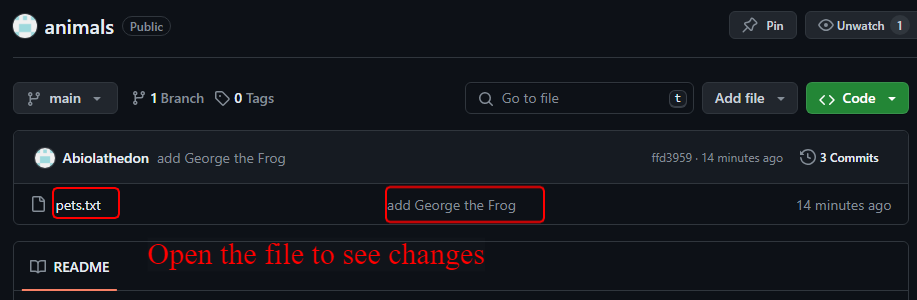 animals Public Pin Unwatch 1
main 1 Branch 0 Tags Go to file t Add file Code
Abiolathedon add George the Frog ffd3959 · 14 minutes ago 3 Commits
pets.txt add George the Frog 14 minutes ago
Open the file to see changes
README